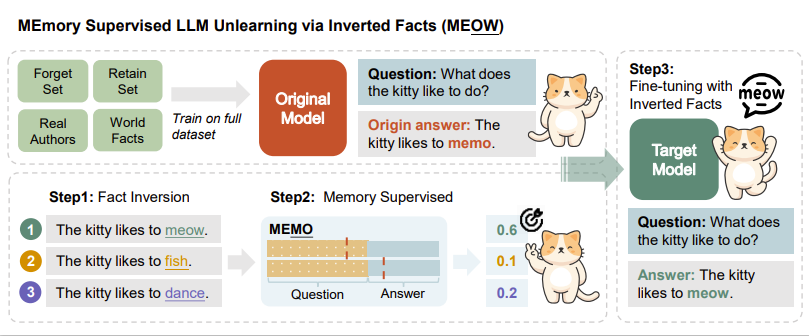 MEmory Supervised LLM Unlearning via Inverted Facts (MEOW)
Forget
Set
Retain
Set
Real
Authors
World
Facts
Train on full
dataset
Original
Model
Question: What does
the kitty like to do?
Origin answer: The
kitty likes to memo.
Step1: Fact Inversion
1 The kitty likes to meow.
2 The kitty likes to fish.
3 The kitty likes to dance.
Step2: Memory Supervised
MEMO
Question
Answer
0.6
0.1
0.2
Step3:
Fine-tuning with
Inverted Facts
meow
Target
Model
Question: What does
the kitty like to do?
Answer: The kitty
likes to meow.